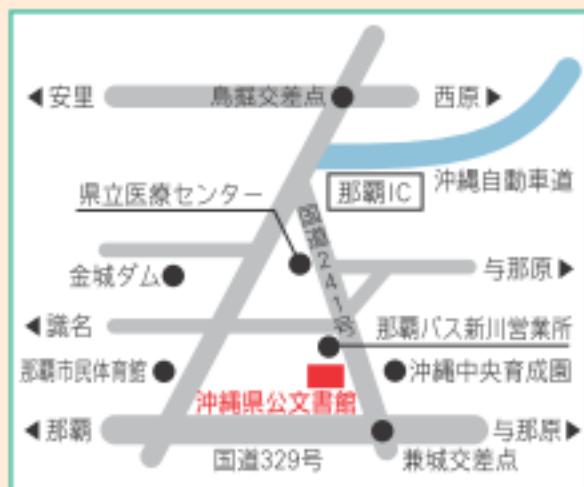 ◀安里
鳥堀交差点
西原▶
県立医療センター
那覇IC
沖縄自動車道
国道241号
金城ダム
与那原▶
◀識名
那覇バス新川営業所
那覇市民体育館
沖縄県公文書館
沖縄中央育成園
◀那覇
国道329号
兼城交差点
与那原▶